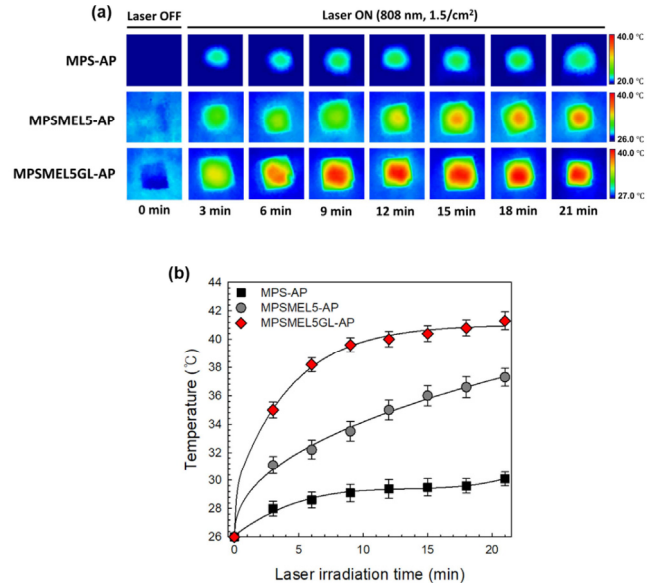 (a) Laser OFF Laser ON (808 nm, 1.5/cm²)
MPS-AP 40.0 ℃
20.0 ℃
MPSMEL5-AP 40.0 ℃
26.0 ℃
MPSMEL5GL-AP 40.0 ℃
27.0 ℃
0 min 3 min 6 min 9 min 12 min 15 min 18 min 21 min
(b)
44
42
40
38
36
34
32
30
28
26
Temperature (℃)
MPS-AP
MPSMEL5-AP
MPSMEL5GL-AP
0 5 10 15 20
Laser irradiation time (min)